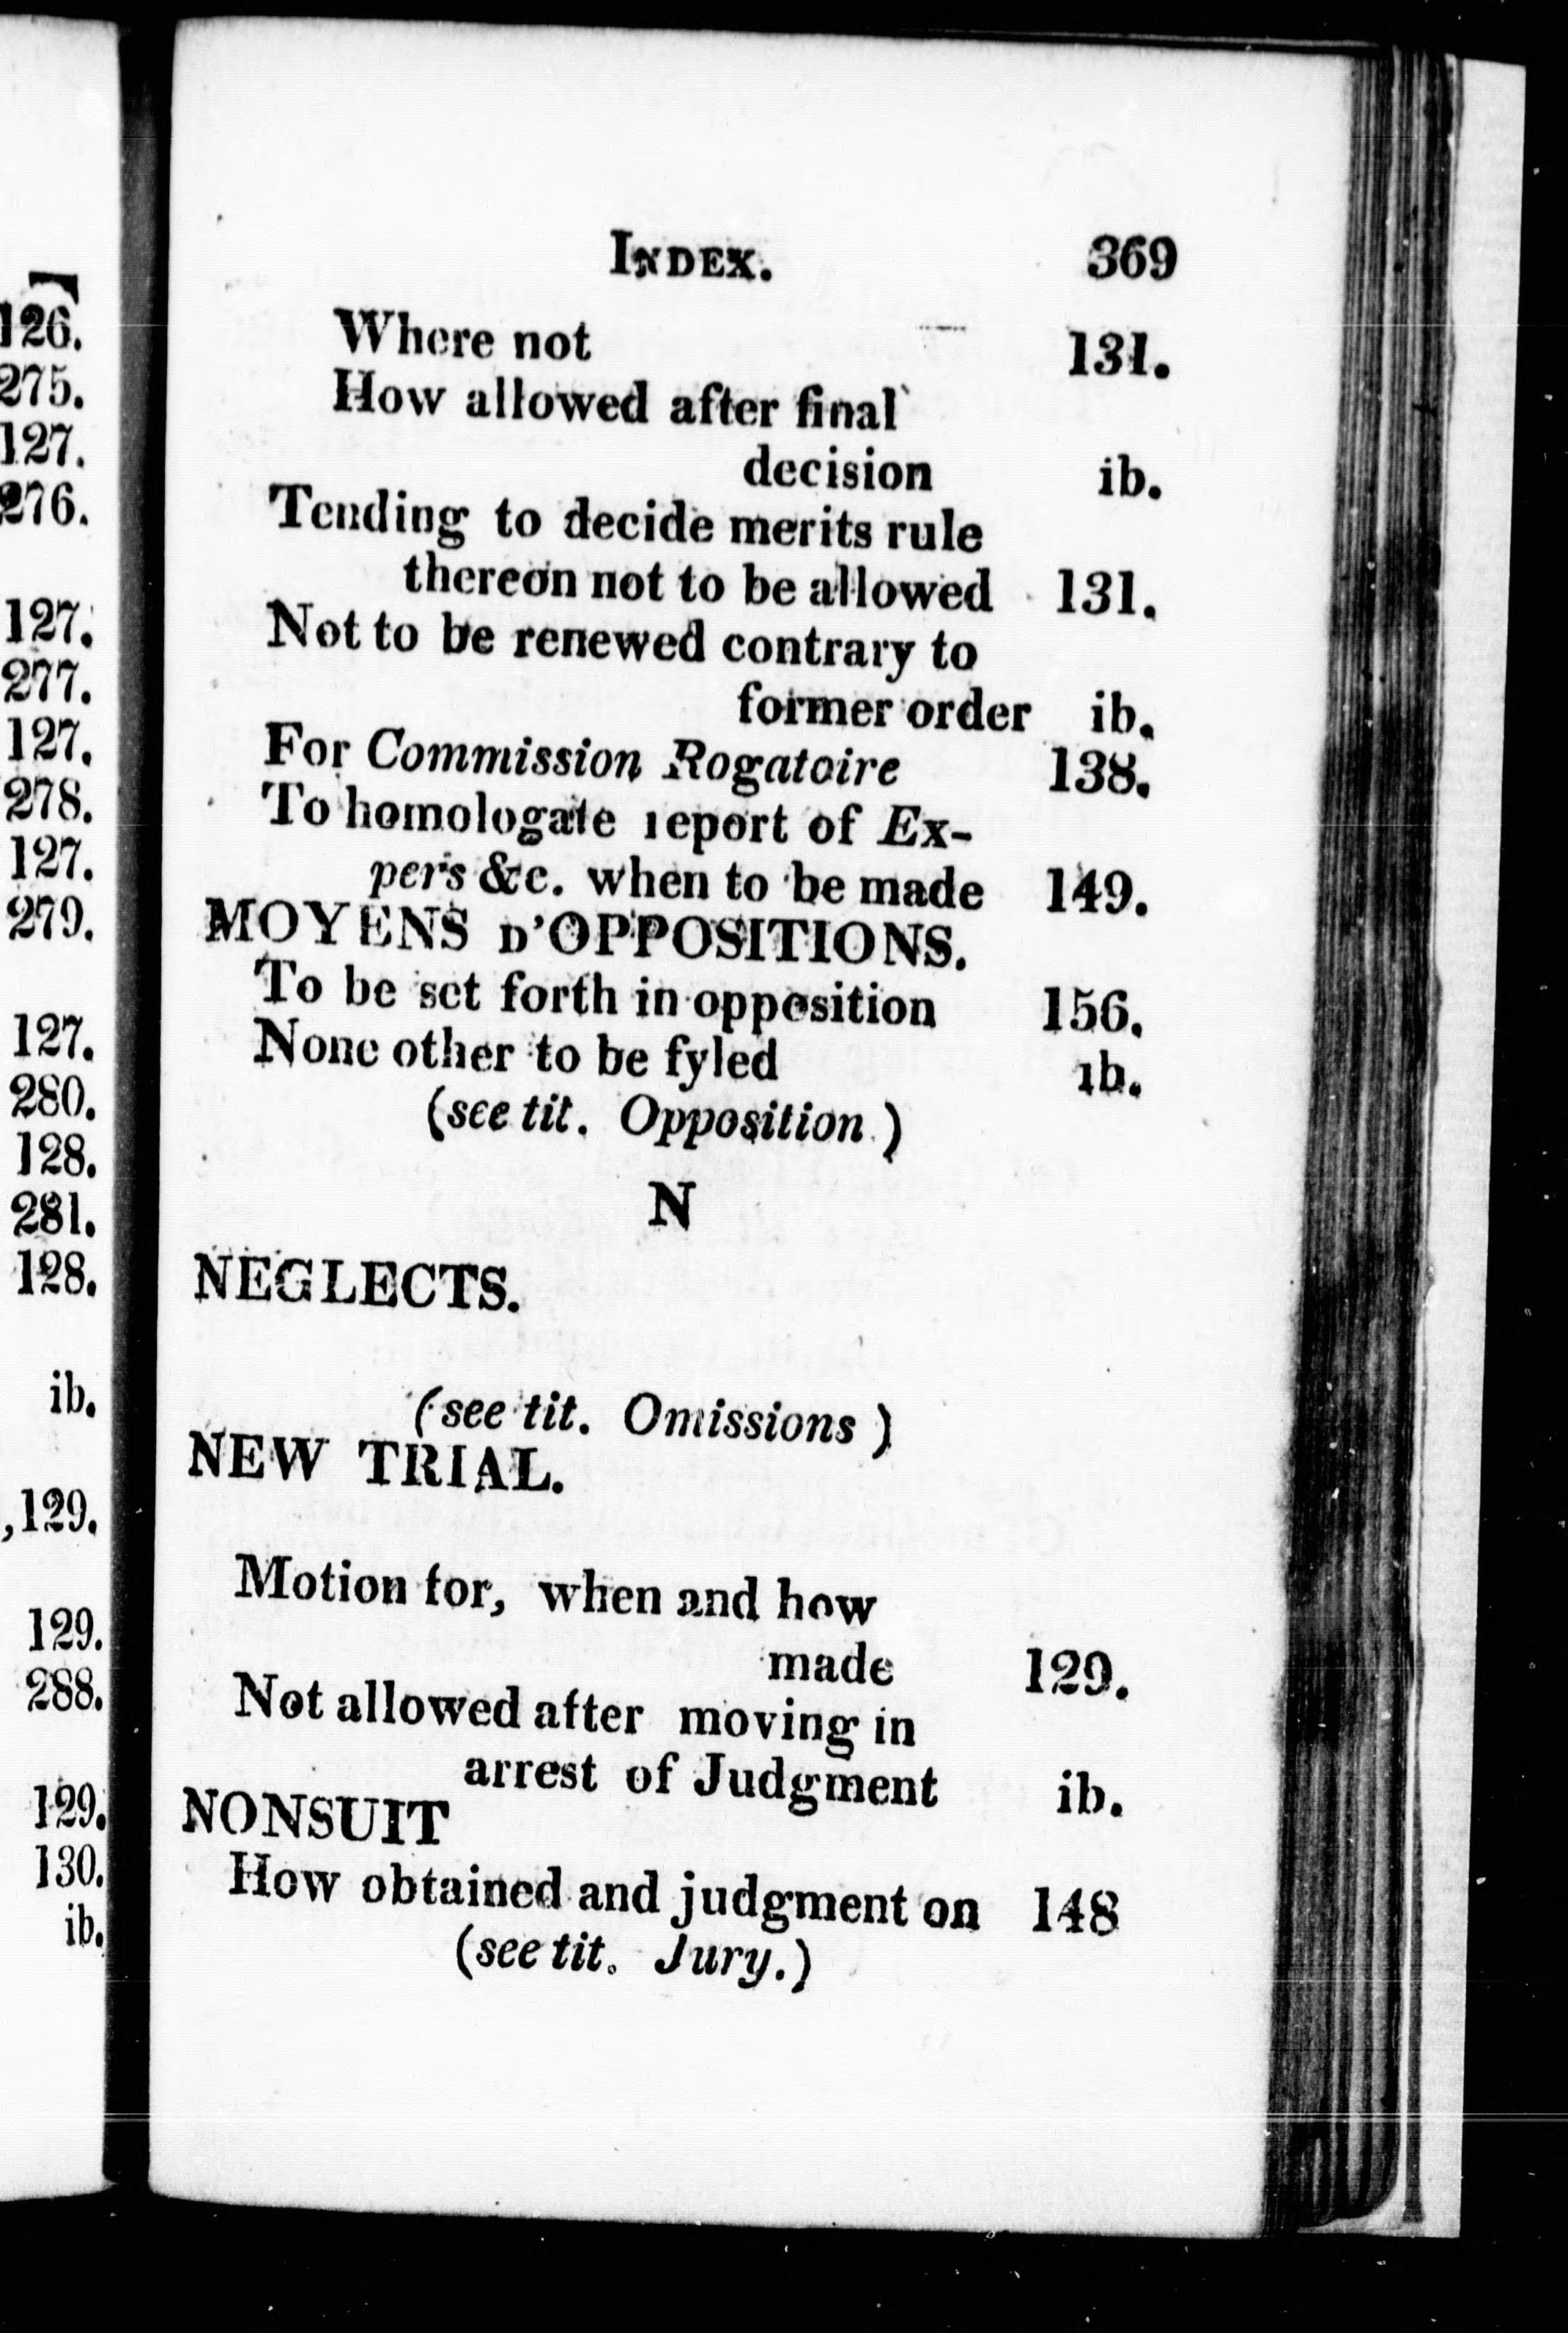 126.
275.
127.
276.
127.
277.
127.
278.
127.
279.
127.
280.
128.
281.
128.
ib.
,129.
129.
288.
129.
130.
ib.
INDEX. 369
Where not 131.
How allowed after final
decision ib.
Tending to decide merits rule
thereon not to be allowed 131.
Not to be renewed contrary to
former order ib.
For Commission Rogatoire 138.
To homologate report of Ex-
pers &c. when to be made 149.
MOYENS D'OPPOSITIONS.
To be set forth in opposition 156.
None other to be fyled ib.
(see tit. Opposition.)
N
NEGLECTS.
(see tit. Omissions)
NEW TRIAL.
Motion for, when and how
made 129.
Not allowed after moving in
arrest of Judgment ib.
NONSUIT
How obtained and judgment on 148
(see tit. Jury.)